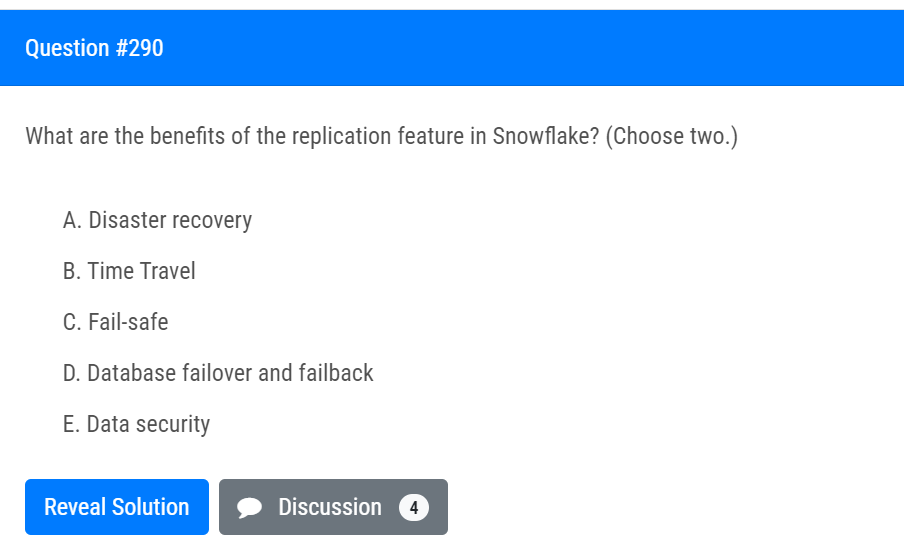 Question #290
What are the benefits of the replication feature in Snowflake? (Choose two.)
A. Disaster recovery
B. Time Travel
C. Fail-safe
D. Database failover and failback
E. Data security
Reveal Solution Discussion 4